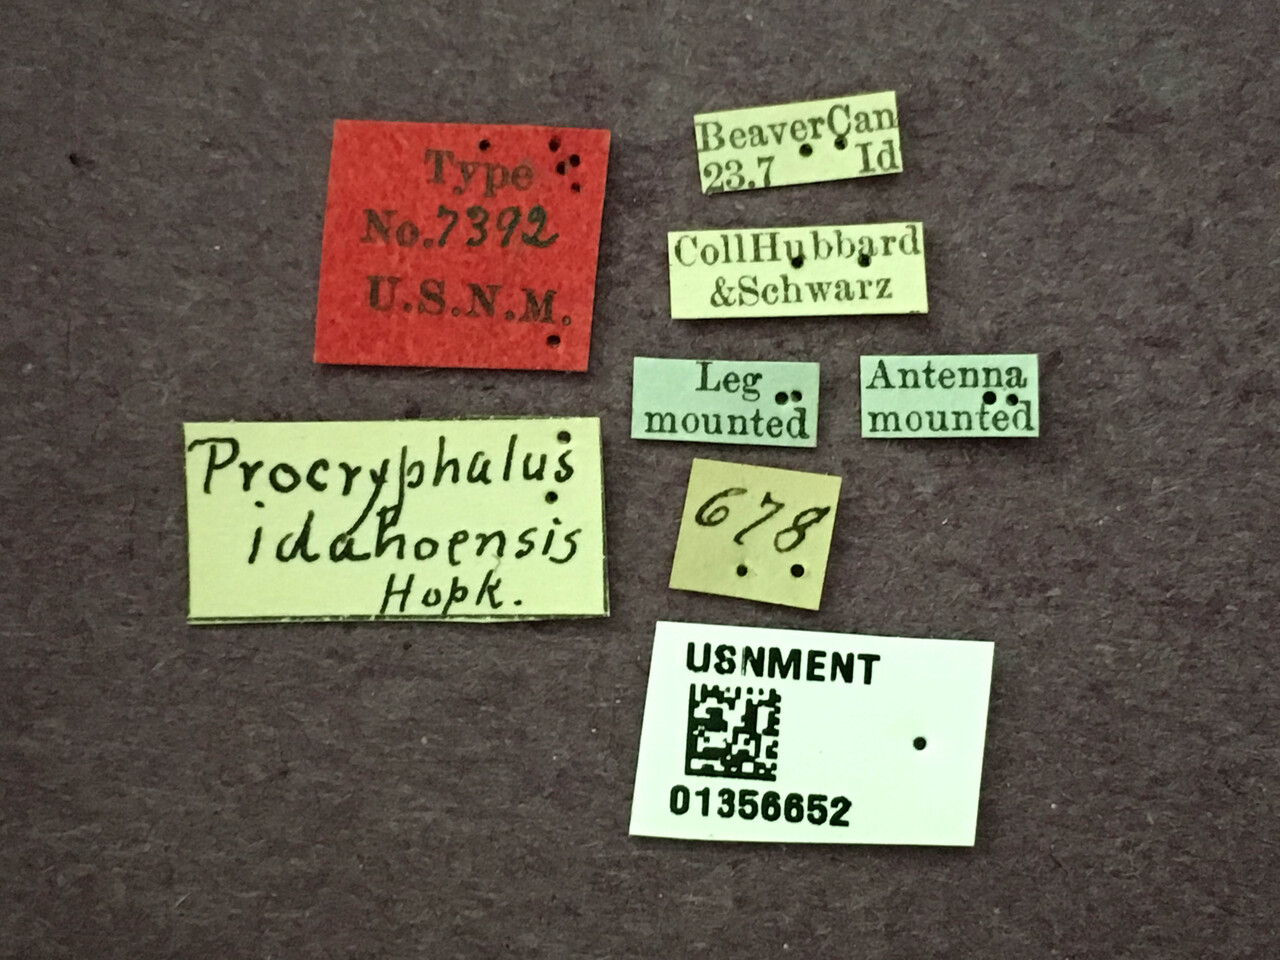 Type
No. 7392
U.S.N.M.
BeaverCan
23.7 Id
CollHubbard
&Schwarz
Leg
mounted
Antenna
mounted
Procryphalus
idahoensis
Hopk.
678
USNMENT
01356652